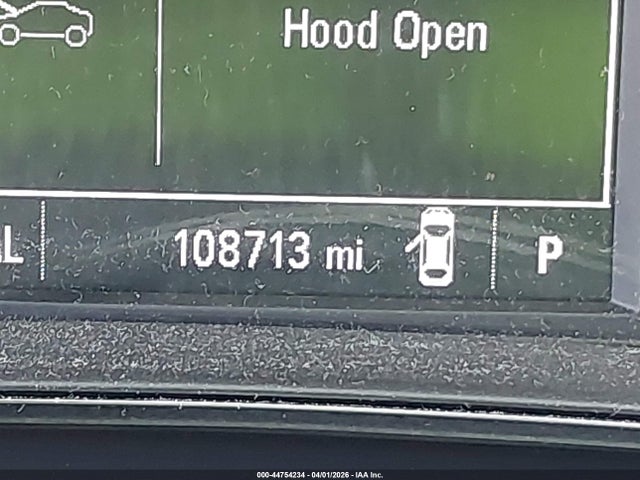 Hood Open
108713 mi
P
000-44754234 - 04/01/2026 - IAA Inc.